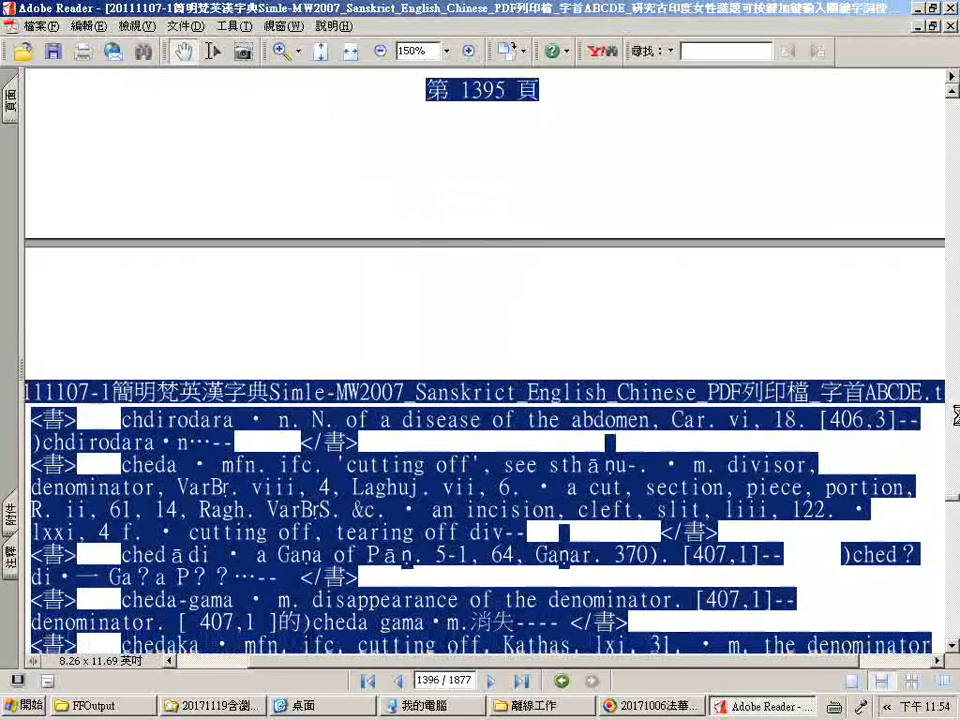 Adobe Reader - [20111107-1簡明梵英漢字典Simle-MW2007_Sanskrict_English_Chinese_PDF列印檔_字首ABCDE_研究古印度女性議題可按鍵加鍵輸入關鍵字詞搜
檔案(F) 編輯(E) 檢視(V) 文件(D) 工具(T) 視窗(W) 說明(H)
150% Y! 尋找:
頁面
第 1395 頁
111107-1簡明梵英漢字典Simle-MW2007_Sanskrict_English_Chinese_PDF列印檔_字首ABCDE.t
<書> chdirodara • n. N. of a disease of the abdomen, Car. vi, 18. [406,3]--
)chdirodara•n…-- </書>
<書> cheda • mfn. ifc. 'cutting off', see sthāṇu-. • m. divisor,
denominator, VarBr̥. viii, 4, Laghuj. vii, 6. • a cut, section, piece, portion,
R. ii, 61, 14, Ragh. VarBrS. &c. • an incision, cleft, slit, liii, 122. •
lxxi, 4 f. • cutting off, tearing off div-- </書>
<書> chedādi • a Gaṇa of Pāṇ. 5-1, 64, Gaṇar. 370). [407,1]-- )ched?
di•一 Ga?a P??…-- </書>
<書> cheda-gama • m. disappearance of the denominator. [407,1]--
denominator. [ 407,1 ]的)cheda gama•m.消失---- </書>
<書> chedaka • mfn. ifc. cutting off, Kathas. lxi, 31. • m. the denominator
附件
注釋
8.26 x 11.69 英吋
1396 / 1877
開始 FFOutput 20171119含瀏... 桌面 我的電腦 離線工作 20171006法華... Adobe Reader - ... « 下午 11:54